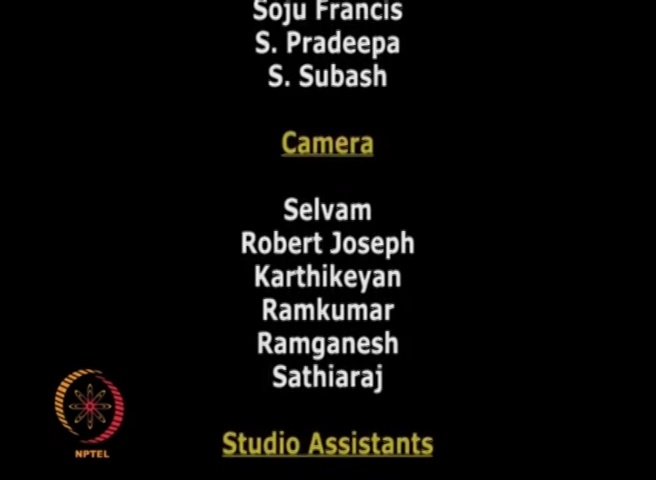 Soju Francis
S. Pradeepa
S. Subash
Camera
Selvam
Robert Joseph
Karthikeyan
Ramkumar
Ramganesh
Sathiaraj
Studio Assistants
NPTEL